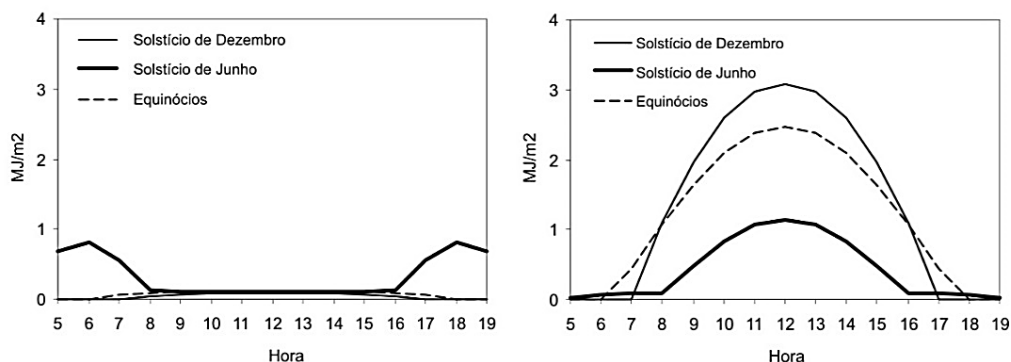 4
3
2
1
0
MJ/m2
Solstício de Dezembro
Solstício de Junho
Equinócios
5 6 7 8 9 10 11 12 13 14 15 16 17 18 19
Hora
4
3
2
1
0
MJ/m2
Solstício de Dezembro
Solstício de Junho
Equinócios
5 6 7 8 9 10 11 12 13 14 15 16 17 18 19
Hora